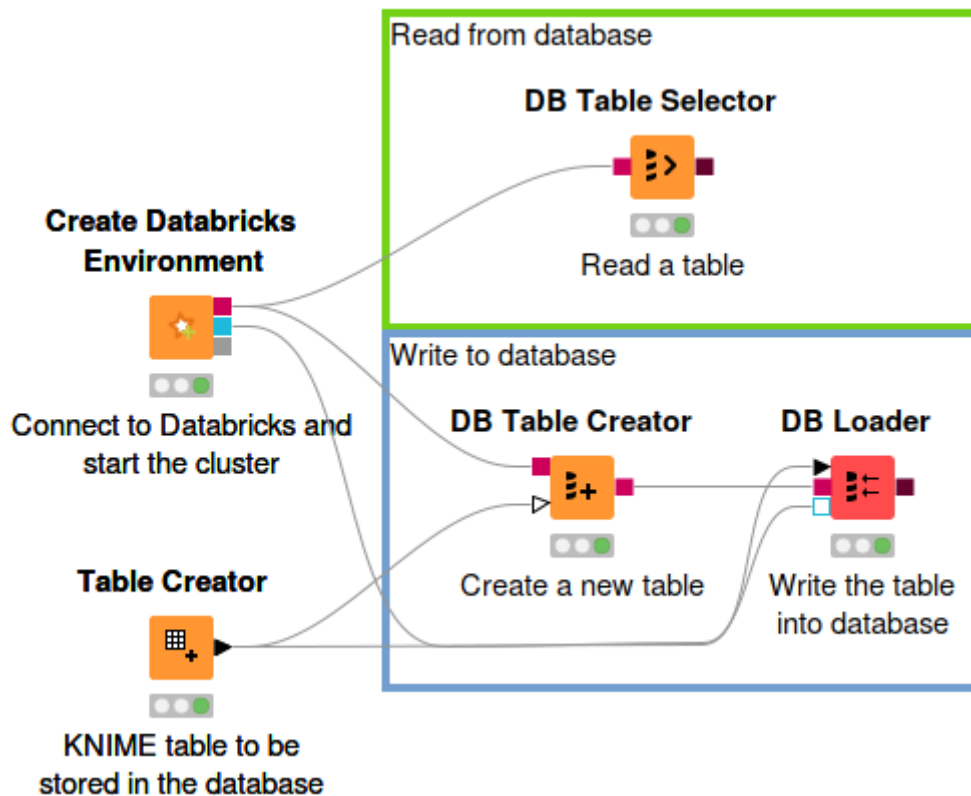 Read from database
DB Table Selector
Read a table
Create Databricks
Environment
Connect to Databricks and
start the cluster
Write to database
DB Table Creator
Create a new table
DB Loader
Write the table
into database
Table Creator
KNIME table to be
stored in the database